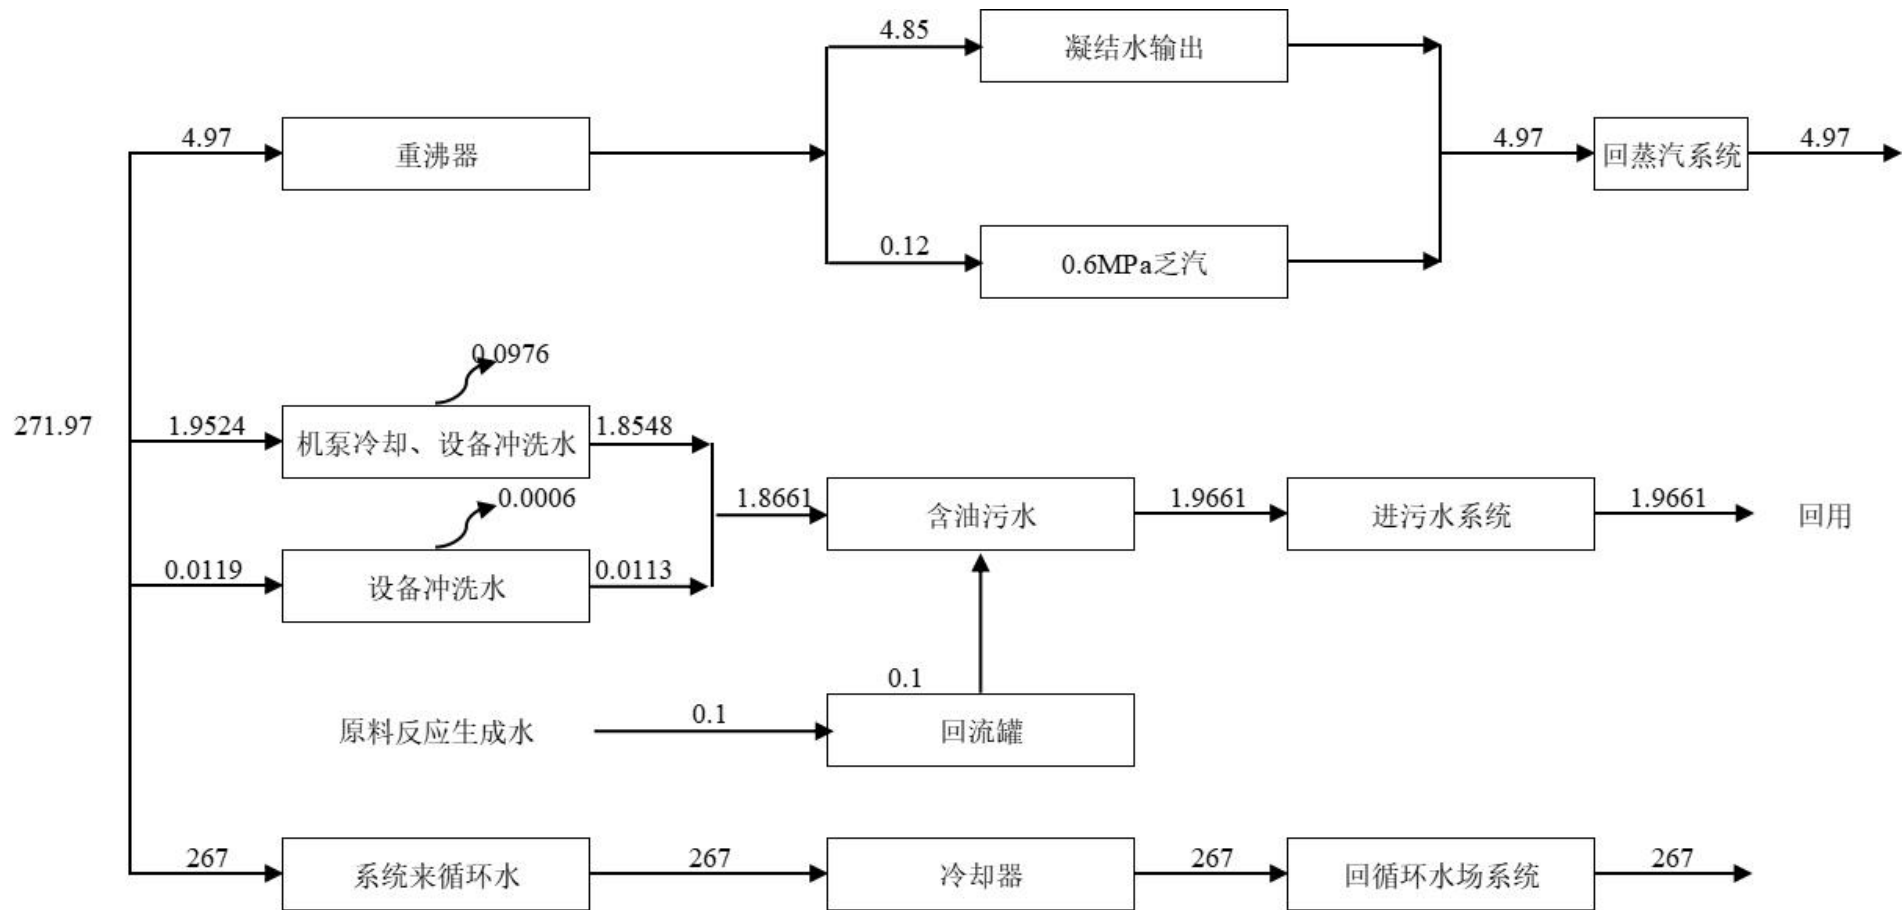 4.85
凝结水输出
4.97
重沸器
4.97
回蒸汽系统
4.97
0.12
0.6MPa乏汽
0.0976
271.97
1.9524
机泵冷却、设备冲洗水
1.8548
0.0006
1.8661
含油污水
1.9661
进污水系统
1.9661
回用
0.0119
设备冲洗水
0.0113
0.1
原料反应生成水
0.1
回流罐
267
系统来循环水
267
冷却器
267
回循环水场系统
267